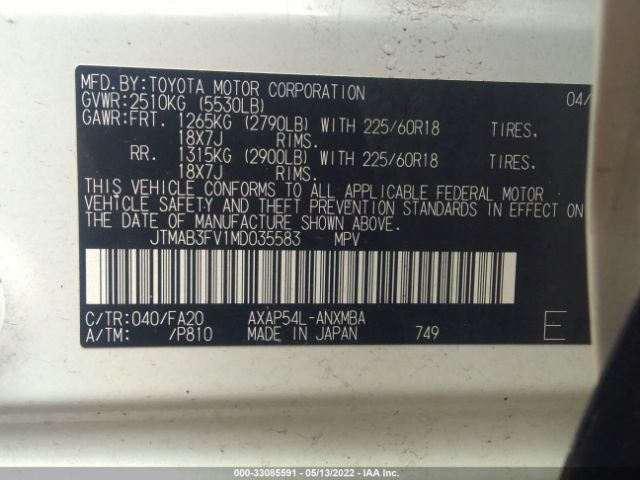 MFD.BY:TOYOTA MOTOR CORPORATION 04/
GVWR:2510KG (5530LB)
GAWR:FRT. 1265KG (2790LB) WITH 225/60R18 TIRES.
18X7J RIMS.
RR. 1315KG (2900LB) WITH 225/60R18 TIRES.
18X7J RIMS.
THIS VEHICLE CONFORMS TO ALL APPLICABLE FEDERAL MOTOR
VEHICLE SAFETY AND THEFT PREVENTION STANDARDS IN EFFECT ON
THE DATE OF MANUFACTURE SHOWN ABOVE.
JTMAB3FV1MD035583 MPV
C/TR:040/FA20 AXAP54L-ANXMBA
A/TM: /P810 MADE IN JAPAN 749 E
000-33085591 - 05/13/2022 - IAA Inc.